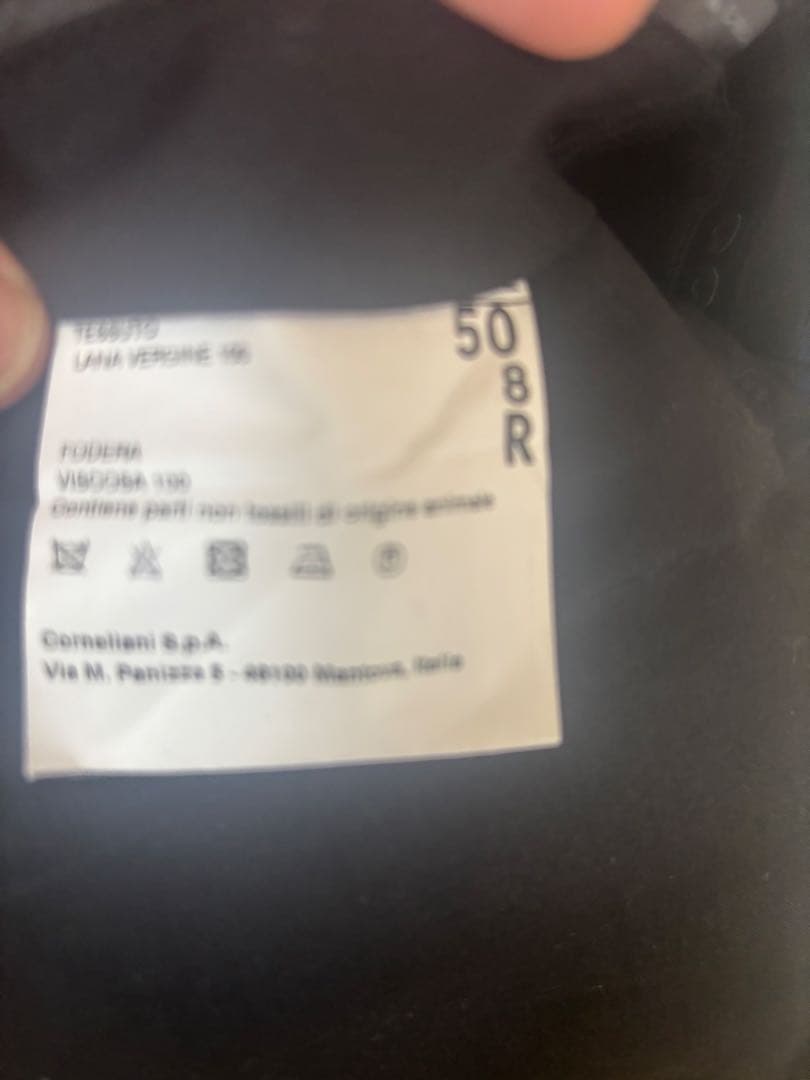 TESSUTO
LANA VERGINE 100
50
8
R
FODERA
VISCOSA 100
Contiene parti non tessili di origine animale
P
Corneliani S.p.A.
Via M. Panizza 5 - 46100 Mantova, Italia